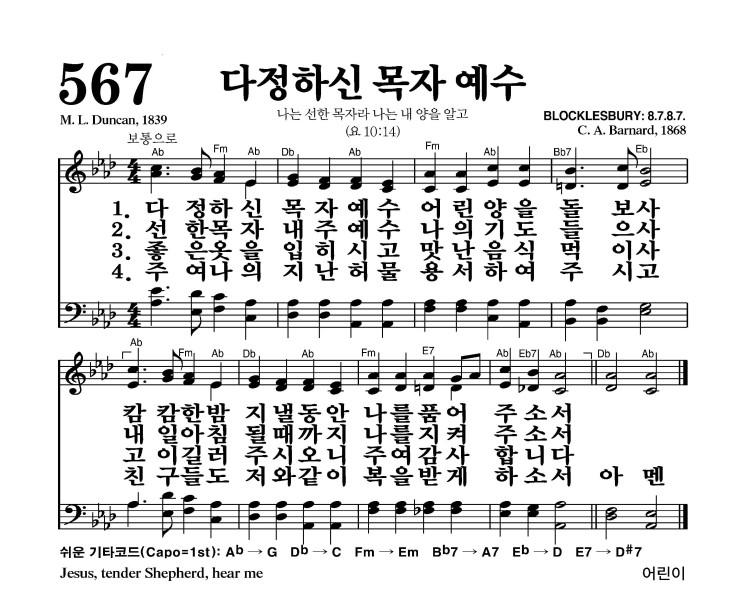 567 다정하신 목자 예수
M. L. Duncan, 1839
나는 선한 목자라 나는 내 양을 알고
(요 10:14)
BLOCKLESBURY: 8.7.8.7.
C. A. Barnard, 1868
보통으로
Ab Fm Ab Db Ab Ab Fm Ab Bb7 Eb
1. 다 정하신 목자예수 어린양을돌 보사
2. 선 한목자 내주예수 나의기도들 으사
3. 좋은옷을 입히시고 맛난음식먹 이사
4. 주 여나의 지난허물 용서하여주 시고
Ab Fm Ab Db Ab Fm E7 Ab Eb7 Ab Db Ab
캄 캄한밤 지낼동안 나를품어 주소서
내 일아침 될때까지 나를지켜 주소서
고 이길러 주시오니 주여감사 합니다
친 구들도 저와같이 복을받게 하소서 아 멘
쉬운 기타코드(Capo=1st): Ab → G Db → C Fm → Em Bb7 → A7 Eb → D E7 → D#7
Jesus, tender Shepherd, hear me
어린이